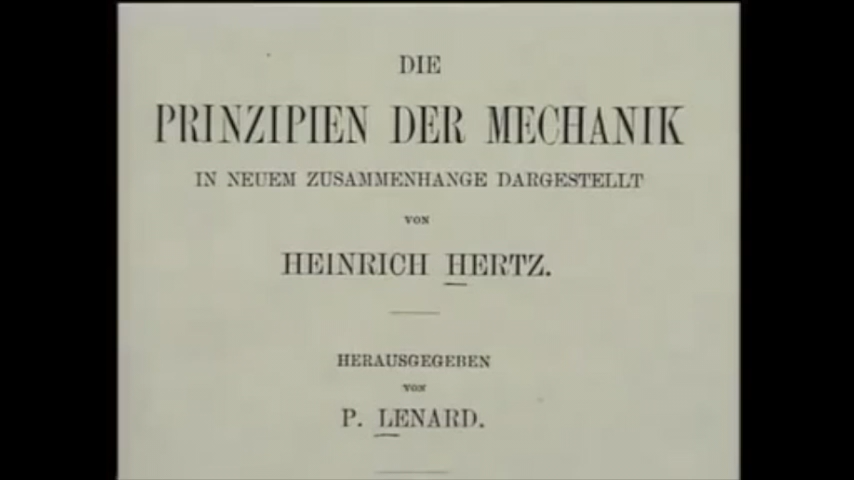 DIE
PRINZIPIEN DER MECHANIK
IN NEUEM ZUSAMMENHANGE DARGESTELLT
VON
HEINRICH HERTZ.
HERAUSGEGEBEN
VON
P. LENARD.